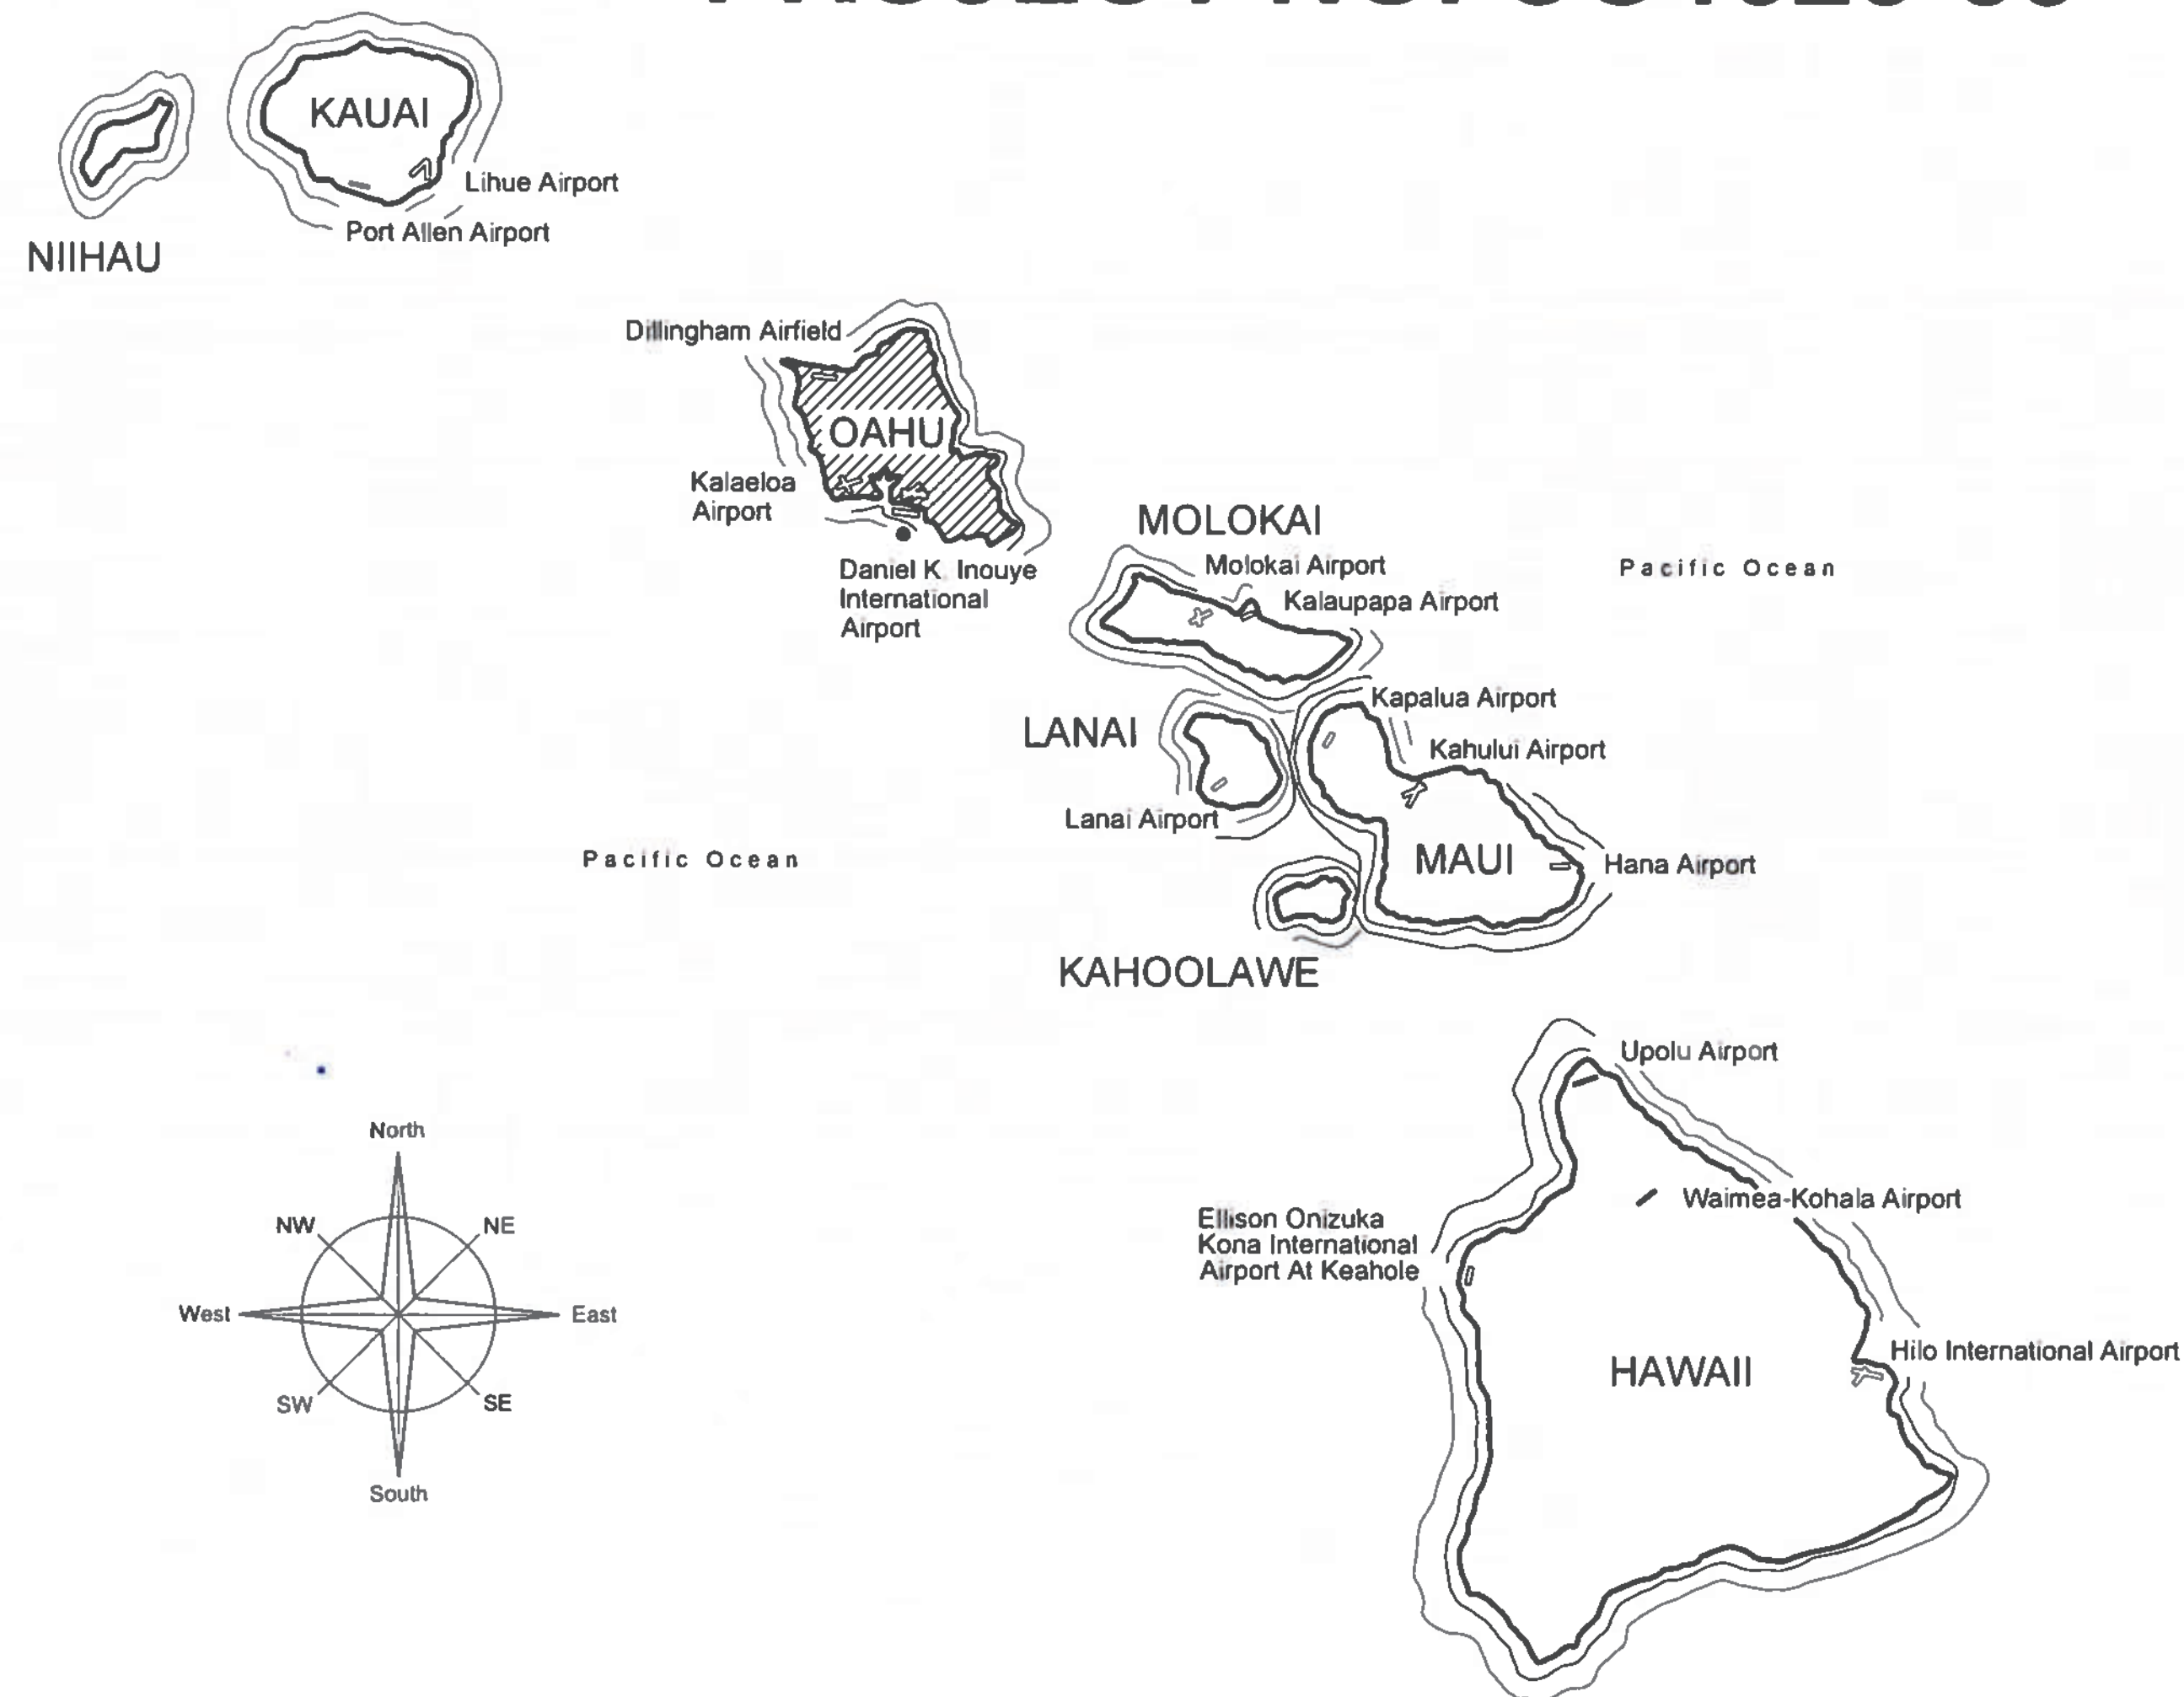 KAUAI
Lihue Airport
Port Allen Airport
NIIHAU
Dillingham Airfield
OAHU
Kalaeloa
Airport
Daniel K. Inouye
International
Airport
MOLOKAI
Molokai Airport
Kalaupapa Airport
Pacific Ocean
LANAI
Kapalua Airport
Kahului Airport
Lanai Airport
Pacific Ocean
MAUI
Hana Airport
KAHOOLAWE
Upolu Airport
Waimea-Kohala Airport
Ellison Onizuka
Kona International
Airport At Keahole
Hilo International Airport
HAWAII
North
NW
NE
West
East
SW
SE
South